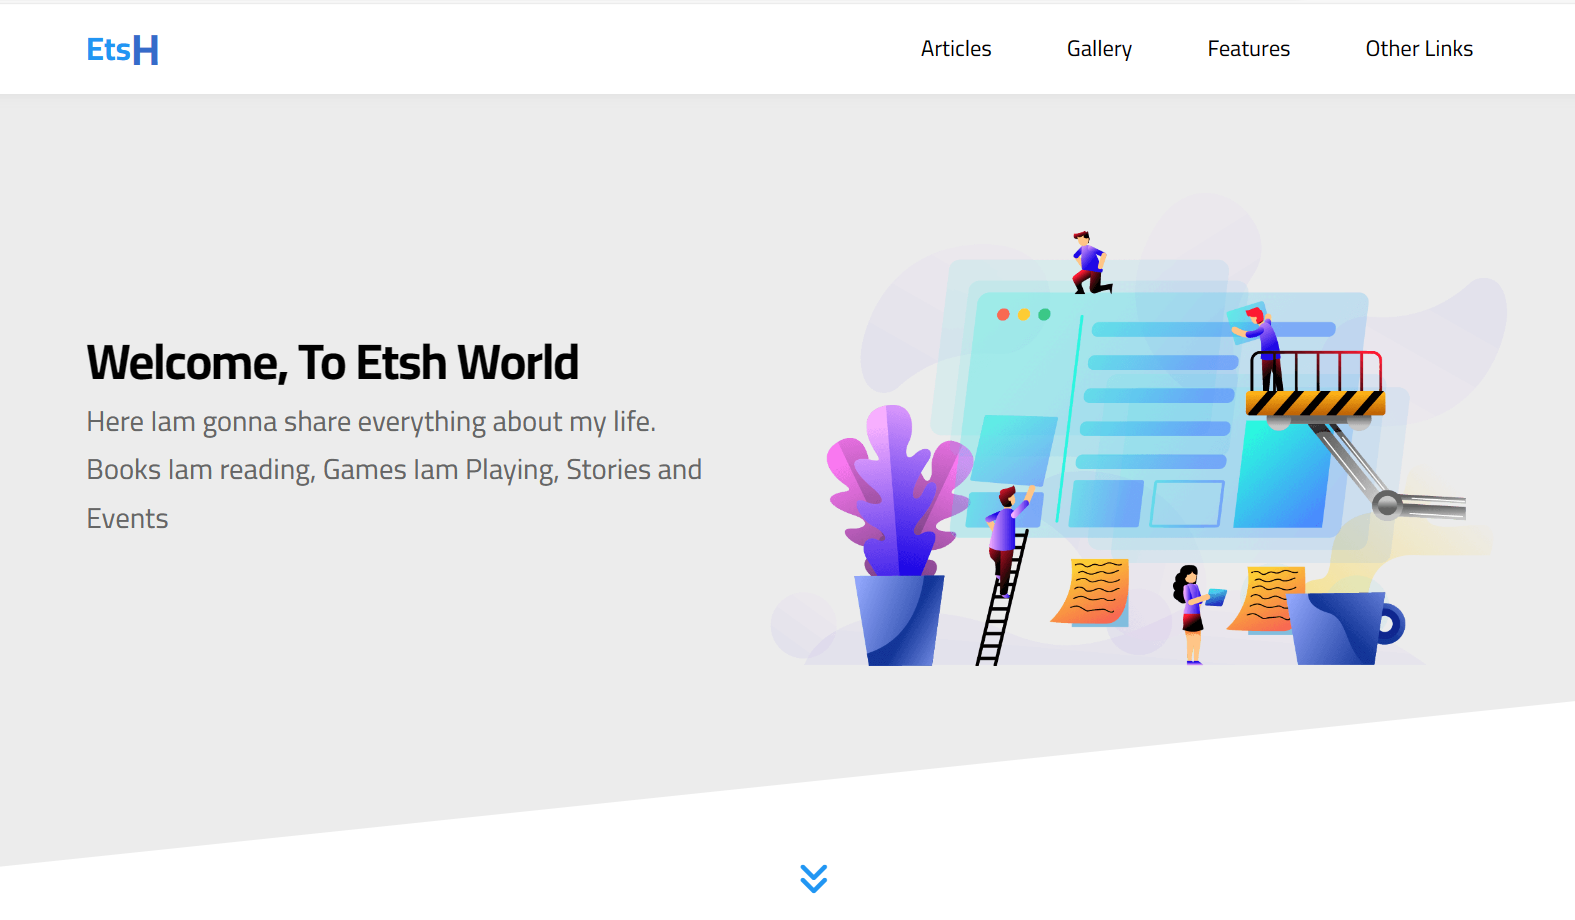 EtsH
Articles
Gallery
Features
Other Links
Welcome, To Etsh World
Here Iam gonna share everything about my life.
Books Iam reading, Games Iam Playing, Stories and
Events